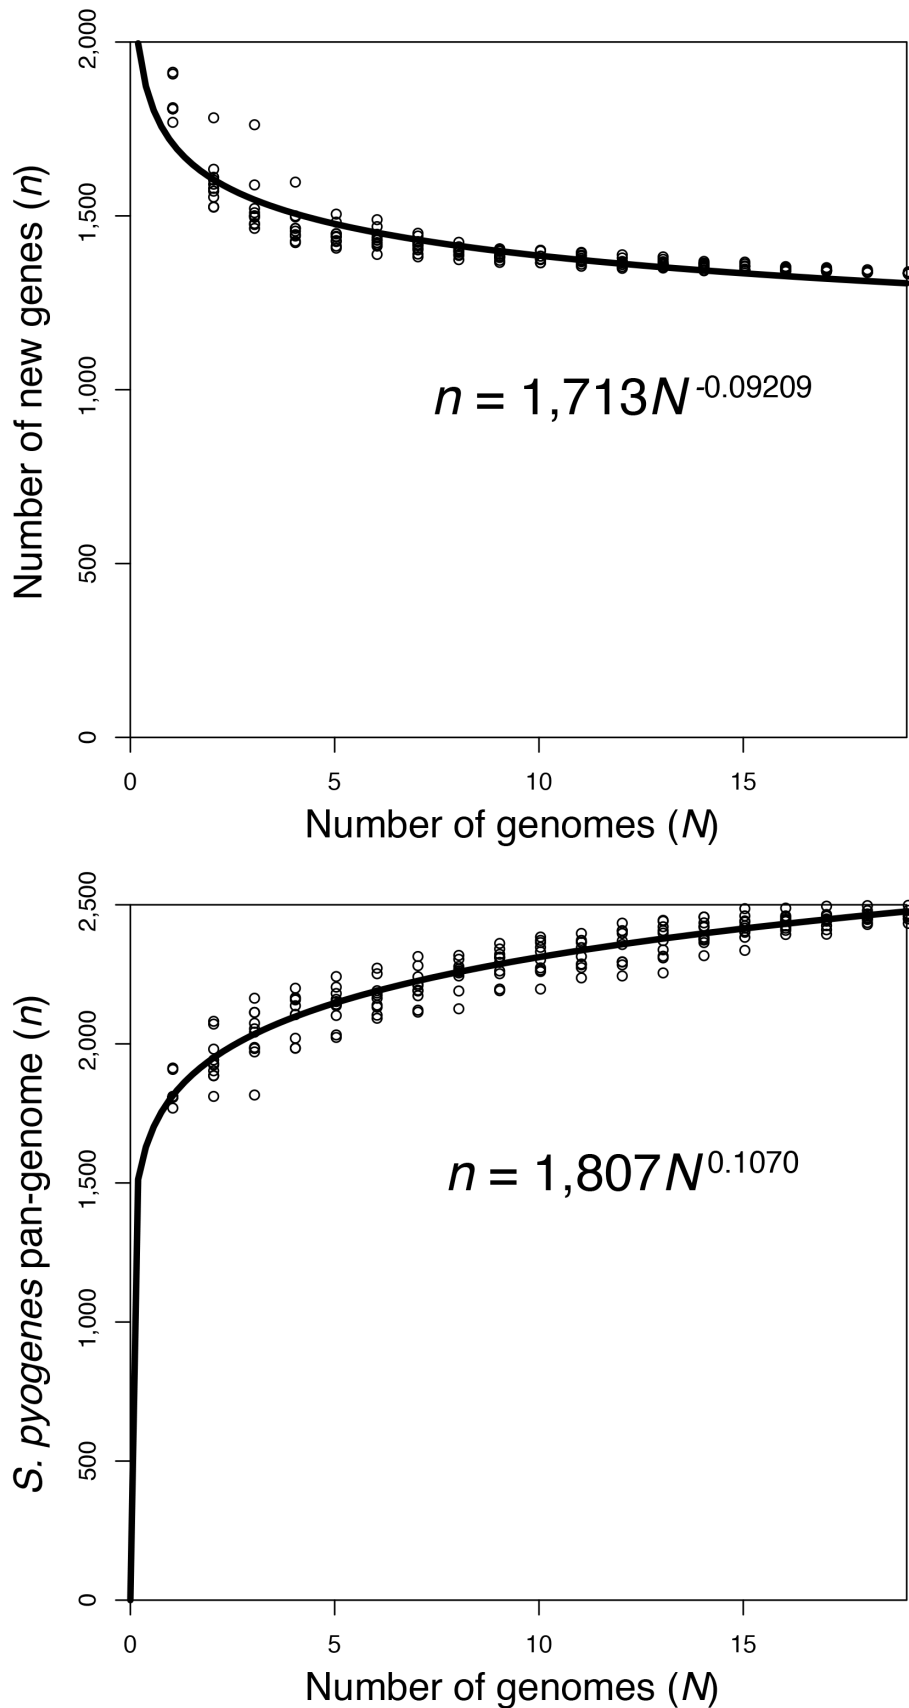 2,000
1,500
1,000
500
0
Number of new genes (n)
n = 1,713N^-0.09209
0 5 10 15
Number of genomes (N)
2,500
2,000
1,500
1,000
500
0
S. pyogenes pan-genome (n)
n = 1,807N^0.1070
0 5 10 15
Number of genomes (N)